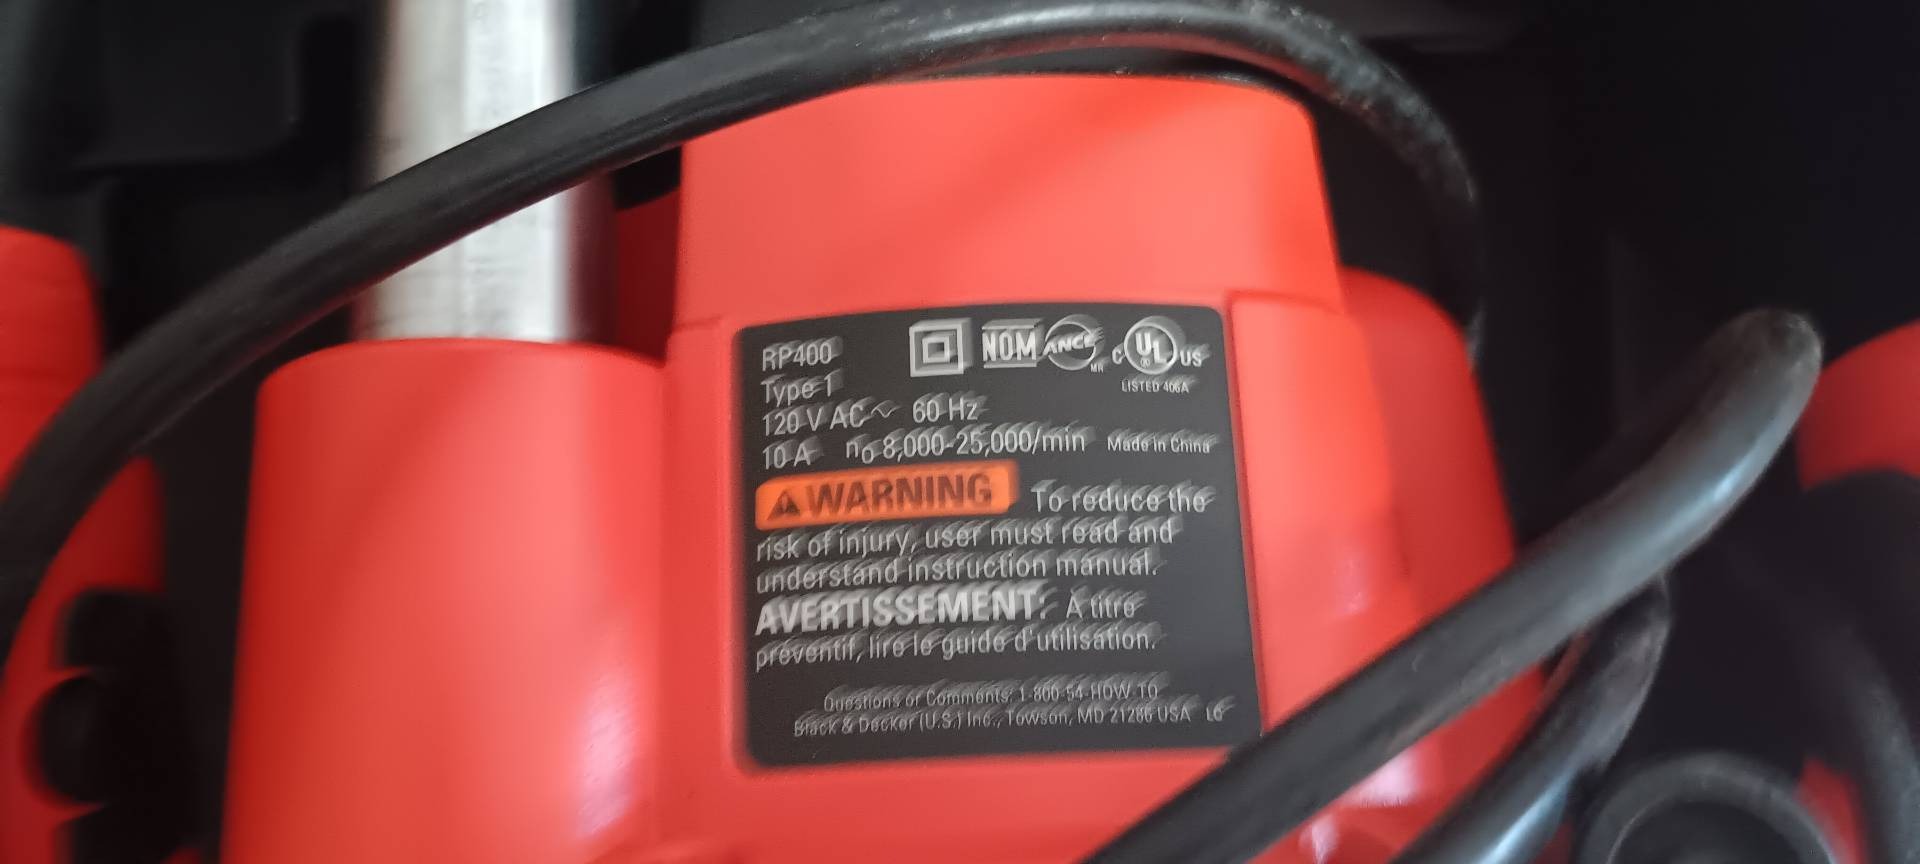 RP400
NOM ANCE MR
C UL ® US
LISTED 406A
Type 1
120 V AC ~ 60 Hz
10 A n0 8,000-25,000/min Made in China
WARNING To reduce the
risk of injury, user must read and
understand instruction manual.
AVERTISSEMENT: À titre
préventif, lire le guide d'utilisation.
Questions or Comments: 1-800-54-HOW TO
Black & Decker (U.S.) Inc., Towson, MD 21286 USA LG